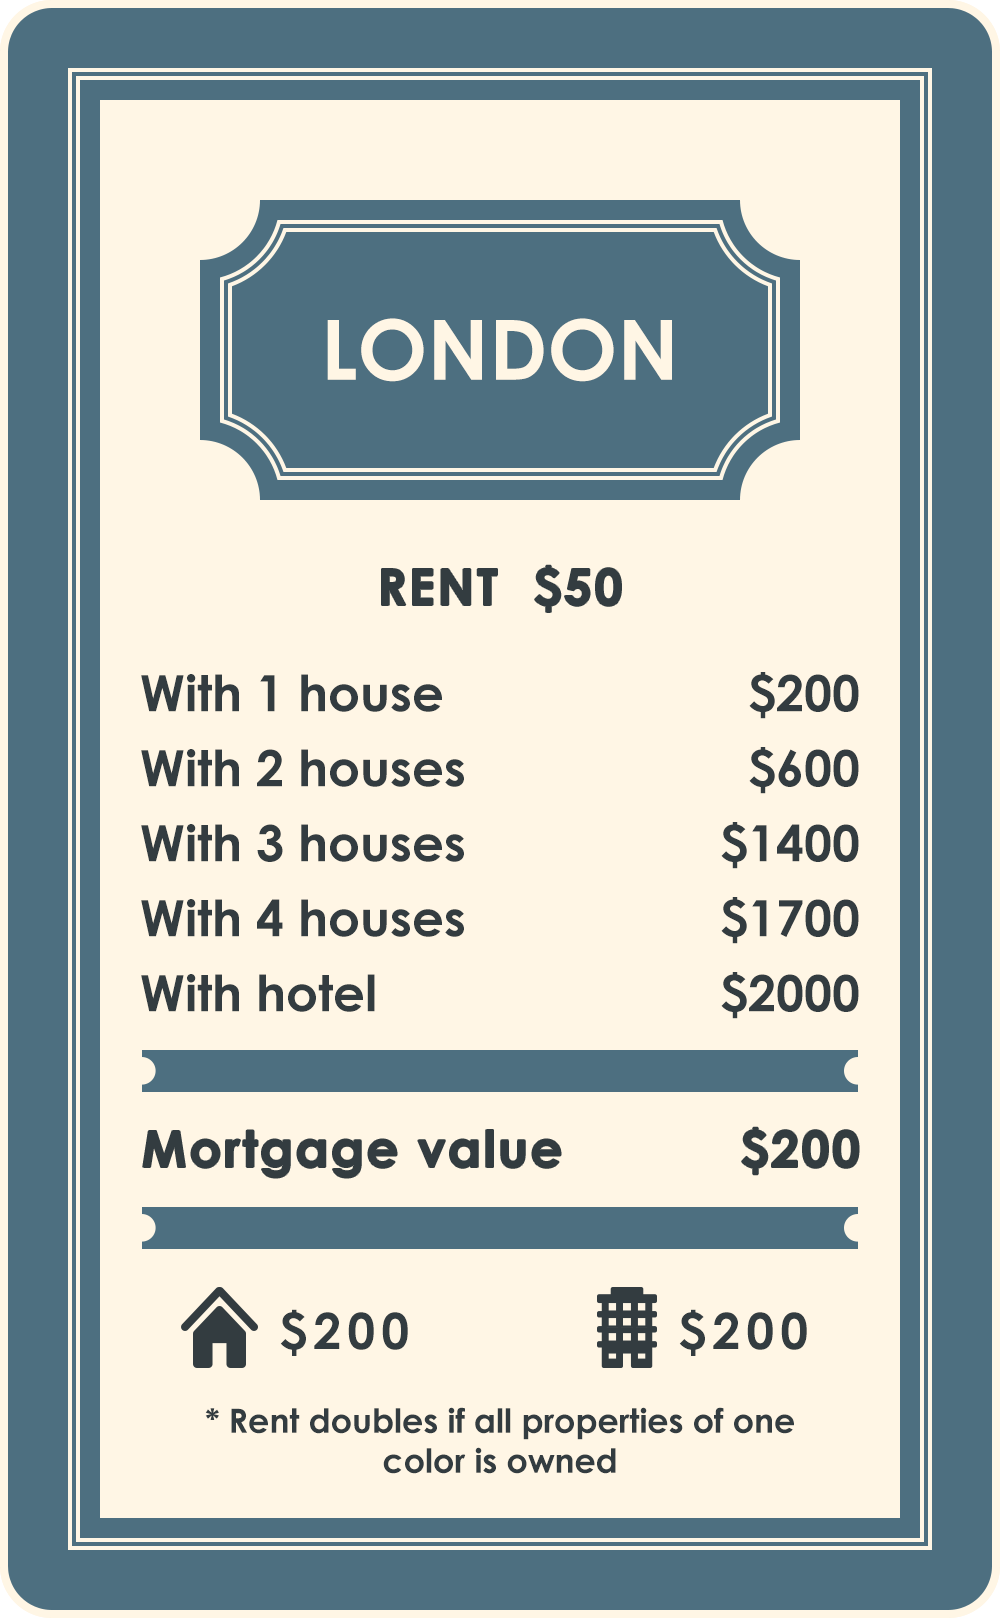 LONDON
RENT $50
With 1 house $200
With 2 houses $600
With 3 houses $1400
With 4 houses $1700
With hotel $2000
Mortgage value $200
$200 $200
* Rent doubles if all properties of one
color is owned